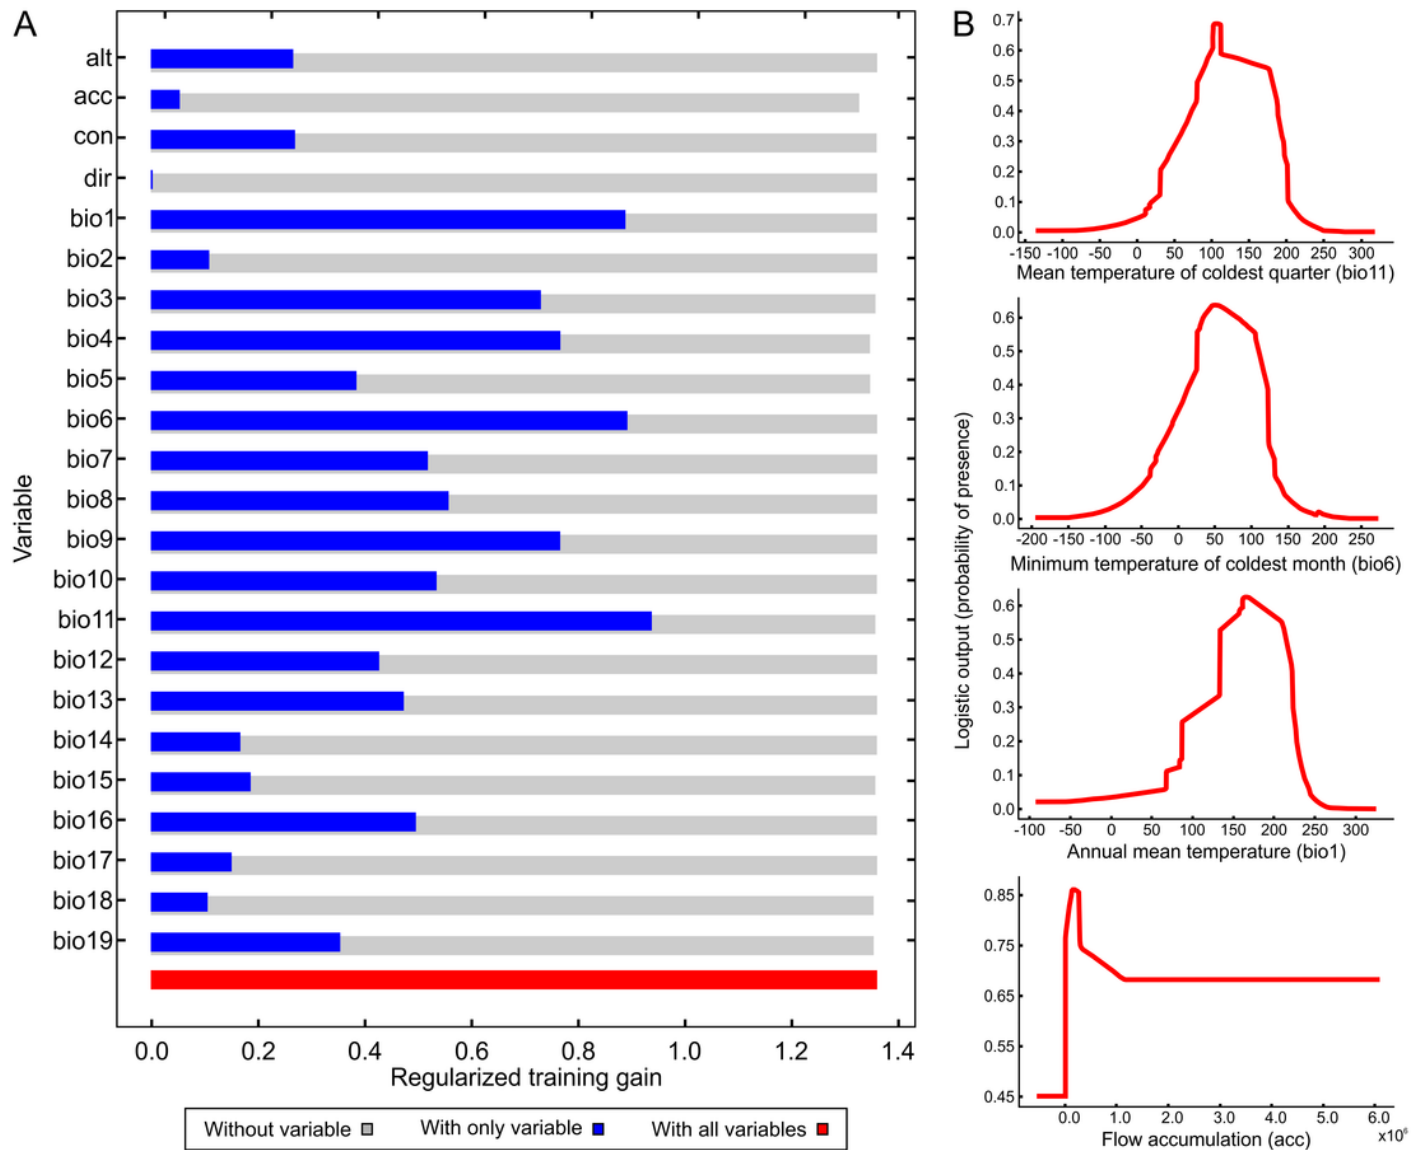 A
Variable
alt
acc
con
dir
bio1
bio2
bio3
bio4
bio5
bio6
bio7
bio8
bio9
bio10
bio11
bio12
bio13
bio14
bio15
bio16
bio17
bio18
bio19
0.0 0.2 0.4 0.6 0.8 1.0 1.2 1.4
Regularized training gain
Without variable With only variable With all variables
B
Logistic output (probability of presence)
0.7
0.6
0.5
0.4
0.3
0.2
0.1
0.0
-150 -100 -50 0 50 100 150 200 250 300
Mean temperature of coldest quarter (bio11)
0.6
0.5
0.4
0.3
0.2
0.1
0.0
-200 -150 -100 -50 0 50 100 150 200 250
Minimum temperature of coldest month (bio6)
0.6
0.5
0.4
0.3
0.2
0.1
0.0
-100 -50 0 50 100 150 200 250 300
Annual mean temperature (bio1)
0.85
0.75
0.65
0.55
0.45
0.0 1.0 2.0 3.0 4.0 5.0 6.0
x10⁶
Flow accumulation (acc)